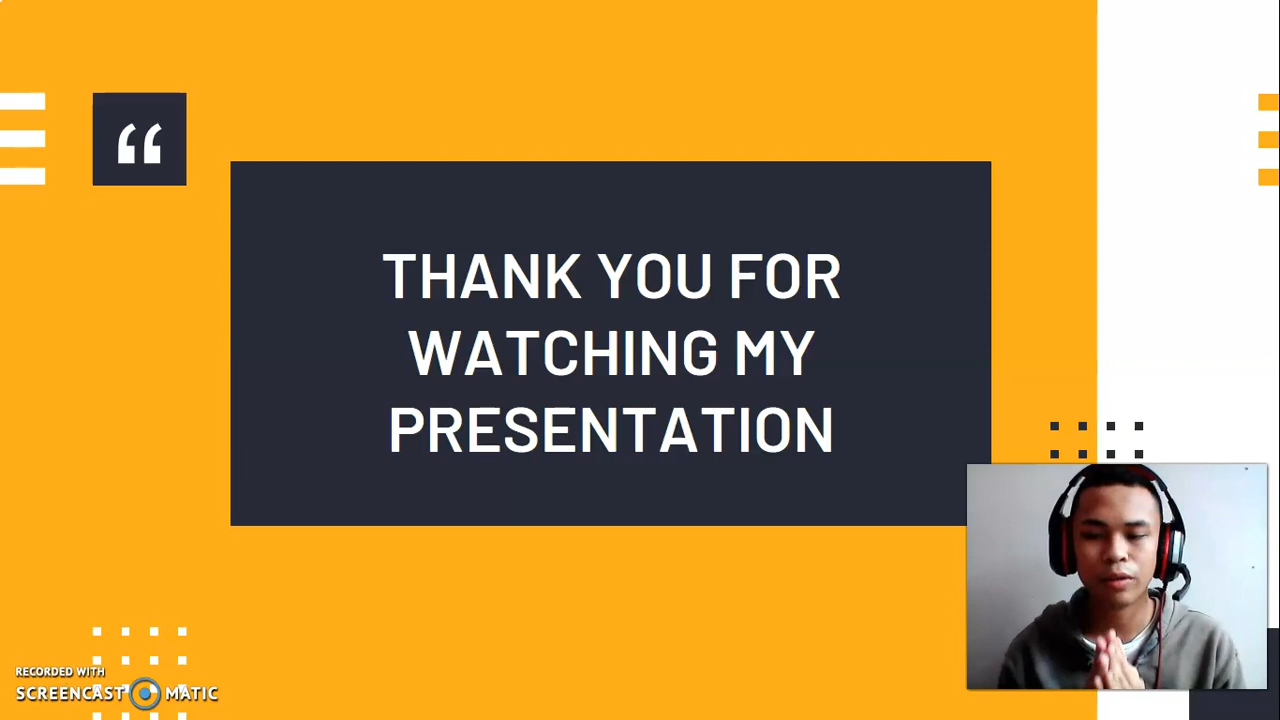 “
THANK YOU FOR
WATCHING MY
PRESENTATION
RECORDED WITH
SCREENCAST MATIC